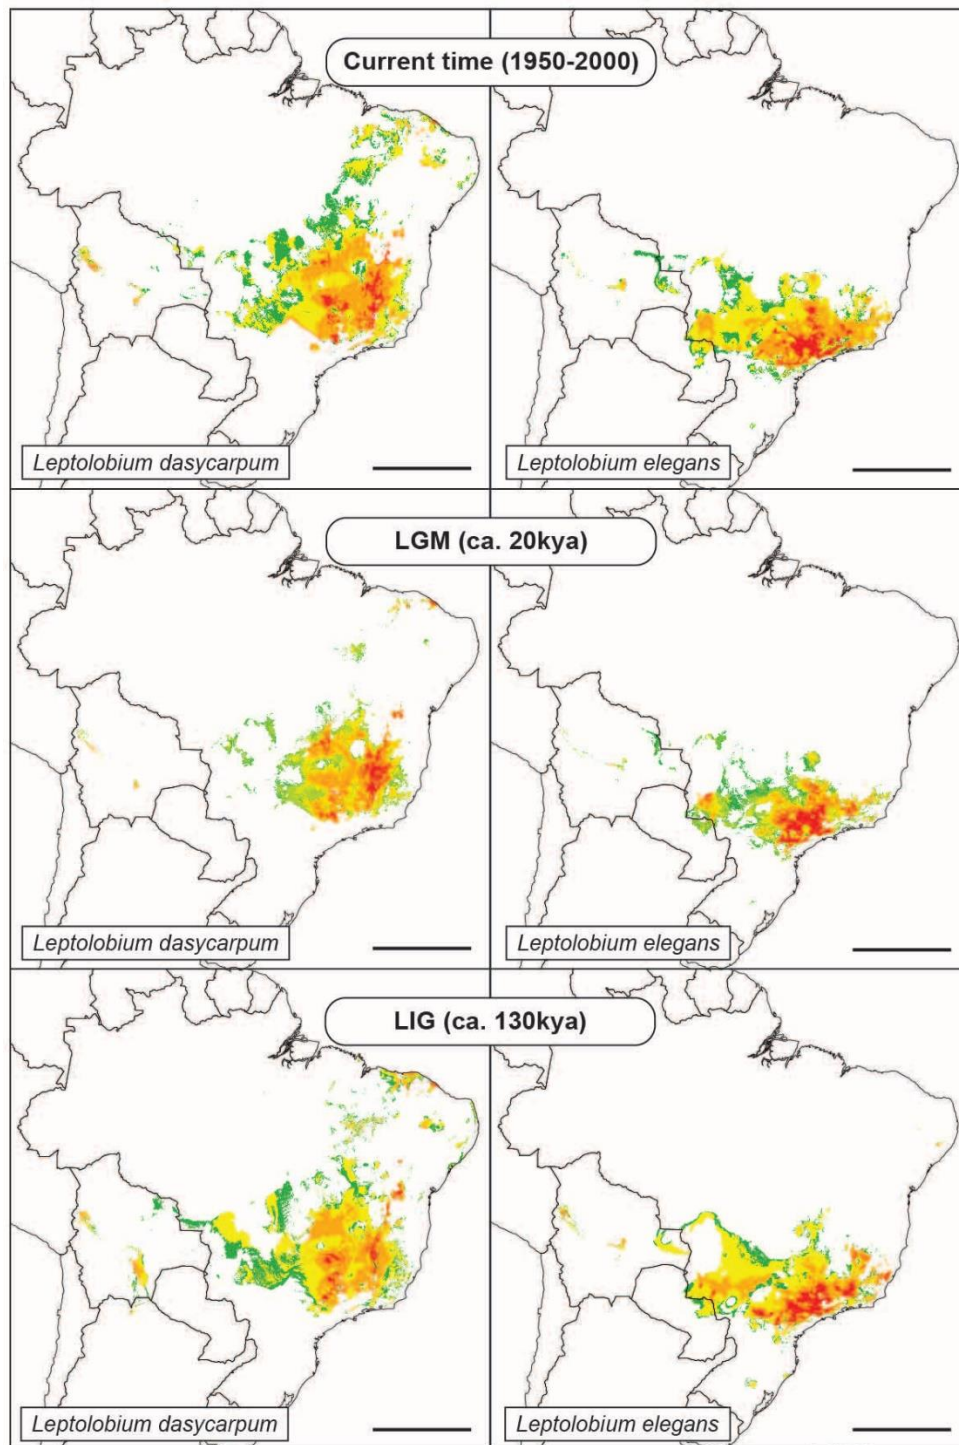 Current time (1950-2000)
Leptolobium dasycarpum
Leptolobium elegans
LGM (ca. 20kya)
Leptolobium dasycarpum
Leptolobium elegans
LIG (ca. 130kya)
Leptolobium dasycarpum
Leptolobium elegans